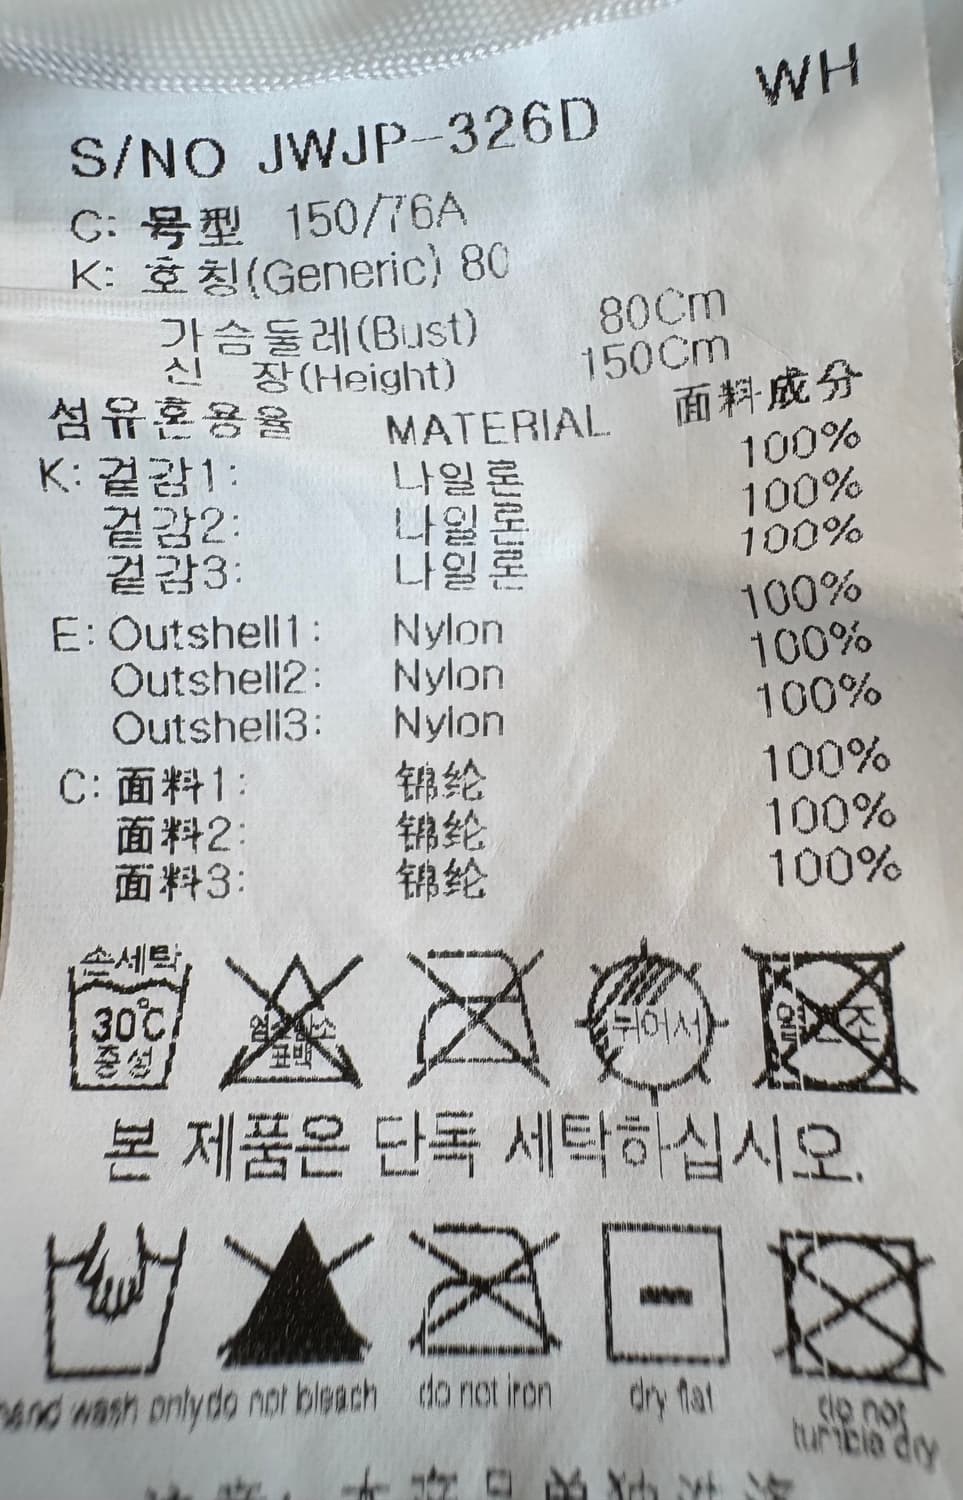 WH
S/NO JWJP-326D
C: 号型 150/76A
K: 호칭(Generic) 80
가슴둘레(Bust) 80Cm
신 장(Height) 150Cm
섬유혼용율 MATERIAL 面料成分
K: 겉감1: 나일론 100%
겉감2: 나일론 100%
겉감3: 나일론 100%
E: Outshell1: Nylon 100%
Outshell2: Nylon 100%
Outshell3: Nylon 100%
C: 面料1: 锦纶 100%
面料2: 锦纶 100%
面料3: 锦纶 100%
손세탁
30℃
중성
염소산소
표백
뉘어서
본 제품은 단독 세탁하십시오.
hand wash only do not bleach do not iron dry flat do not
tumble dry